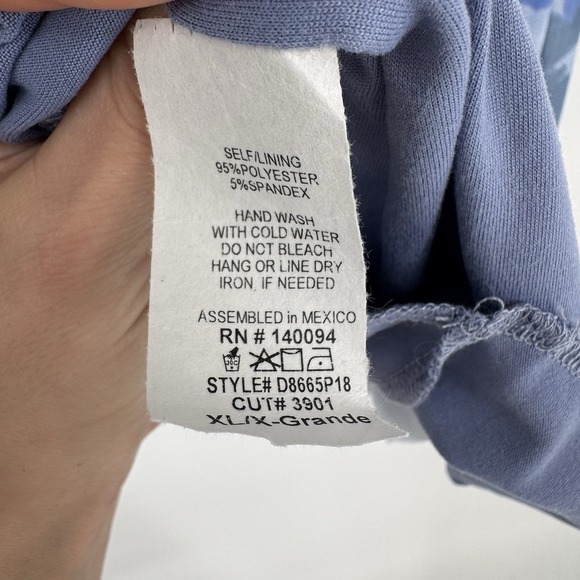 SELF/LINING
95%POLYESTER
5%SPANDEX
HAND WASH
WITH COLD WATER
DO NOT BLEACH
HANG OR LINE DRY
IRON, IF NEEDED
ASSEMBLED in MEXICO
RN # 140094
STYLE# D8665P18
CUT# 3901
XL/X-Grande